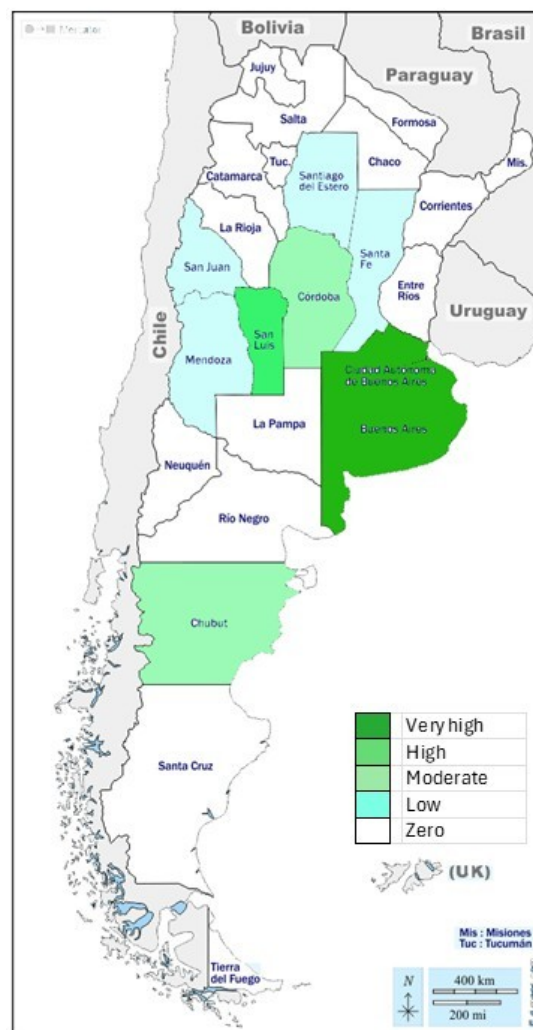 Mercator
Bolivia
Brasil
Paraguay
Jujuy
Salta
Formosa
Tuc.
Chaco
Mis.
Catamarca
Santiago
del Estero
Corrientes
La Rioja
Santa
Fe
San Juan
Córdoba
Entre
Ríos
Uruguay
Chile
San
Luis
Mendoza
Ciudad Autónoma
de Buenos Aires
Buenos Aires
La Pampa
Neuquén
Río Negro
Chubut
Very high
High
Moderate
Low
Zero
Santa Cruz
(UK)
Mis : Misiones
Tuc : Tucumán
Tierra
del Fuego
N
400 km
200 mi